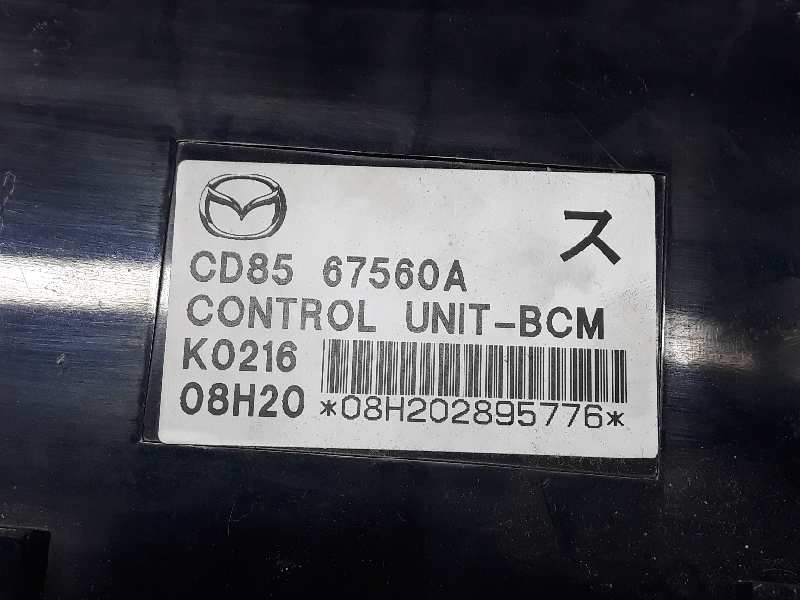 ス
CD85 67560A
CONTROL UNIT-BCM
K0216
08H20 *08H202895776*